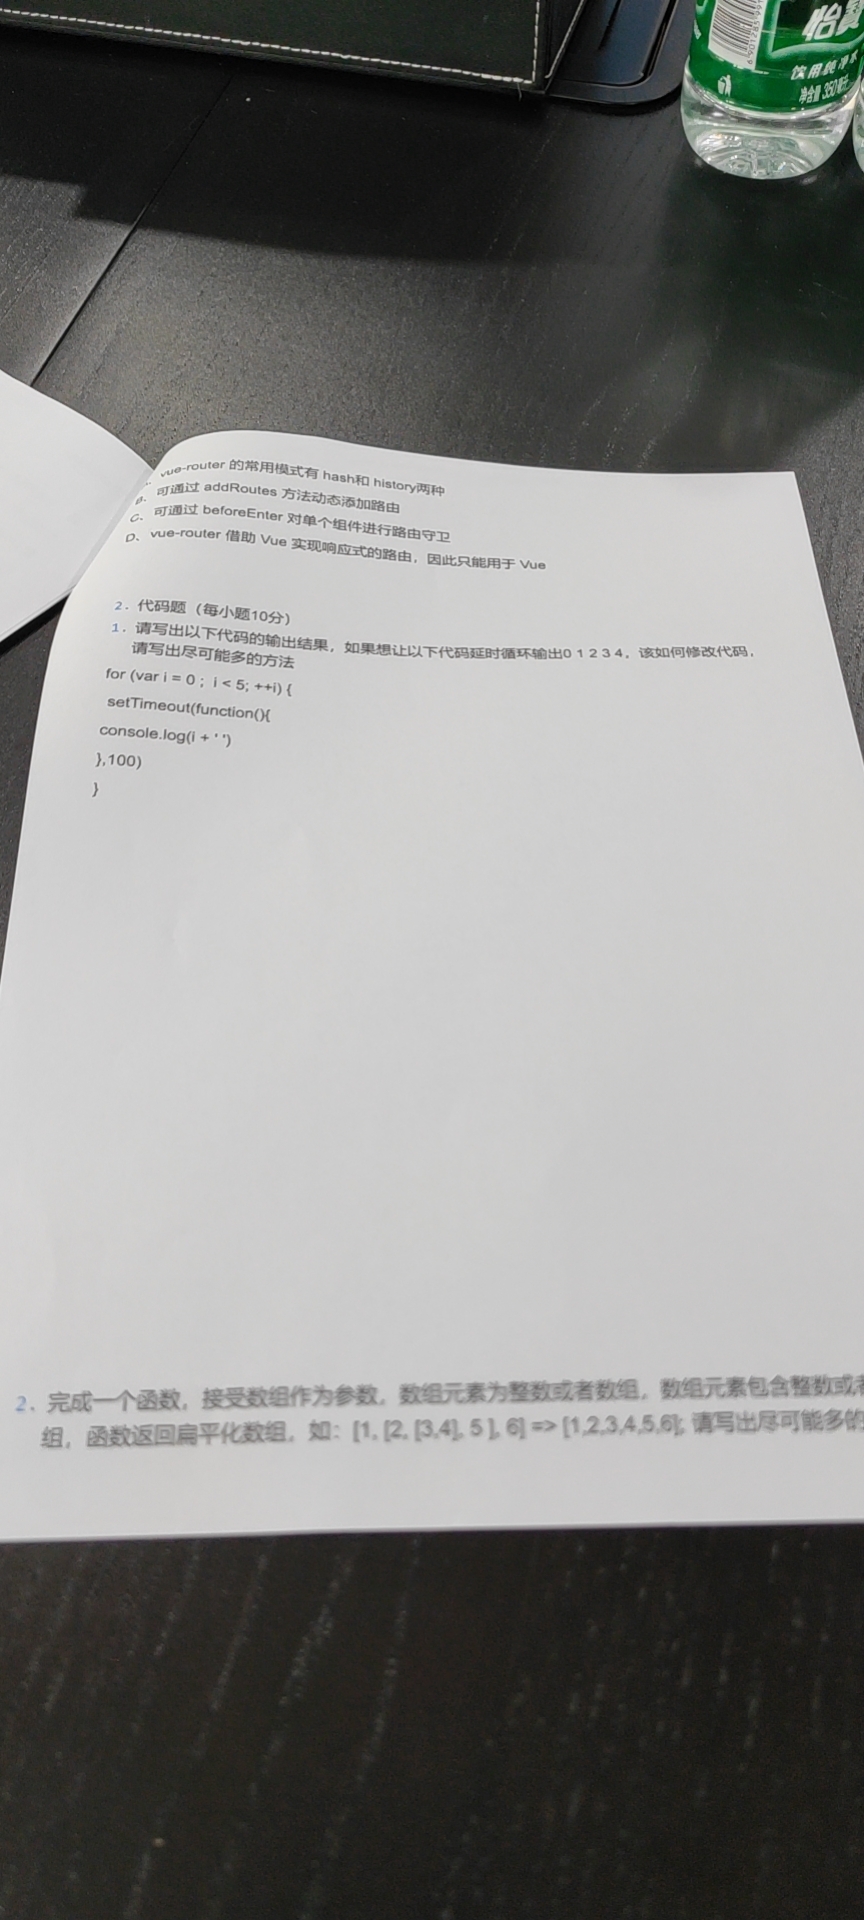 怡寶
饮用纯净水
净含量 350毫升
vue-router 的常用模式有 hash和 history两种
B、可通过 addRoutes 方法动态添加路由
C、可通过 beforeEnter 对单个组件进行路由守卫
D、vue-router 借助 Vue 实现响应式的路由，因此只能用于 Vue
2. 代码题（每小题10分）
1. 请写出以下代码的输出结果，如果想让以下代码延时循环输出0 1 2 3 4，该如何修改代码，
请写出尽可能多的方法
for (var i = 0 ; i < 5; ++i) {
setTimeout(function(){
console.log(i + ' ')
},100)
}
2、完成一个函数，接受数组作为参数，数组元素为整数或者数组，数组元素包含整数或
组，函数返回扁平化数组，如：[1, [2, [3,4], 5 ], 6] => [1,2,3,4,5,6]; 请写出尽可能多的